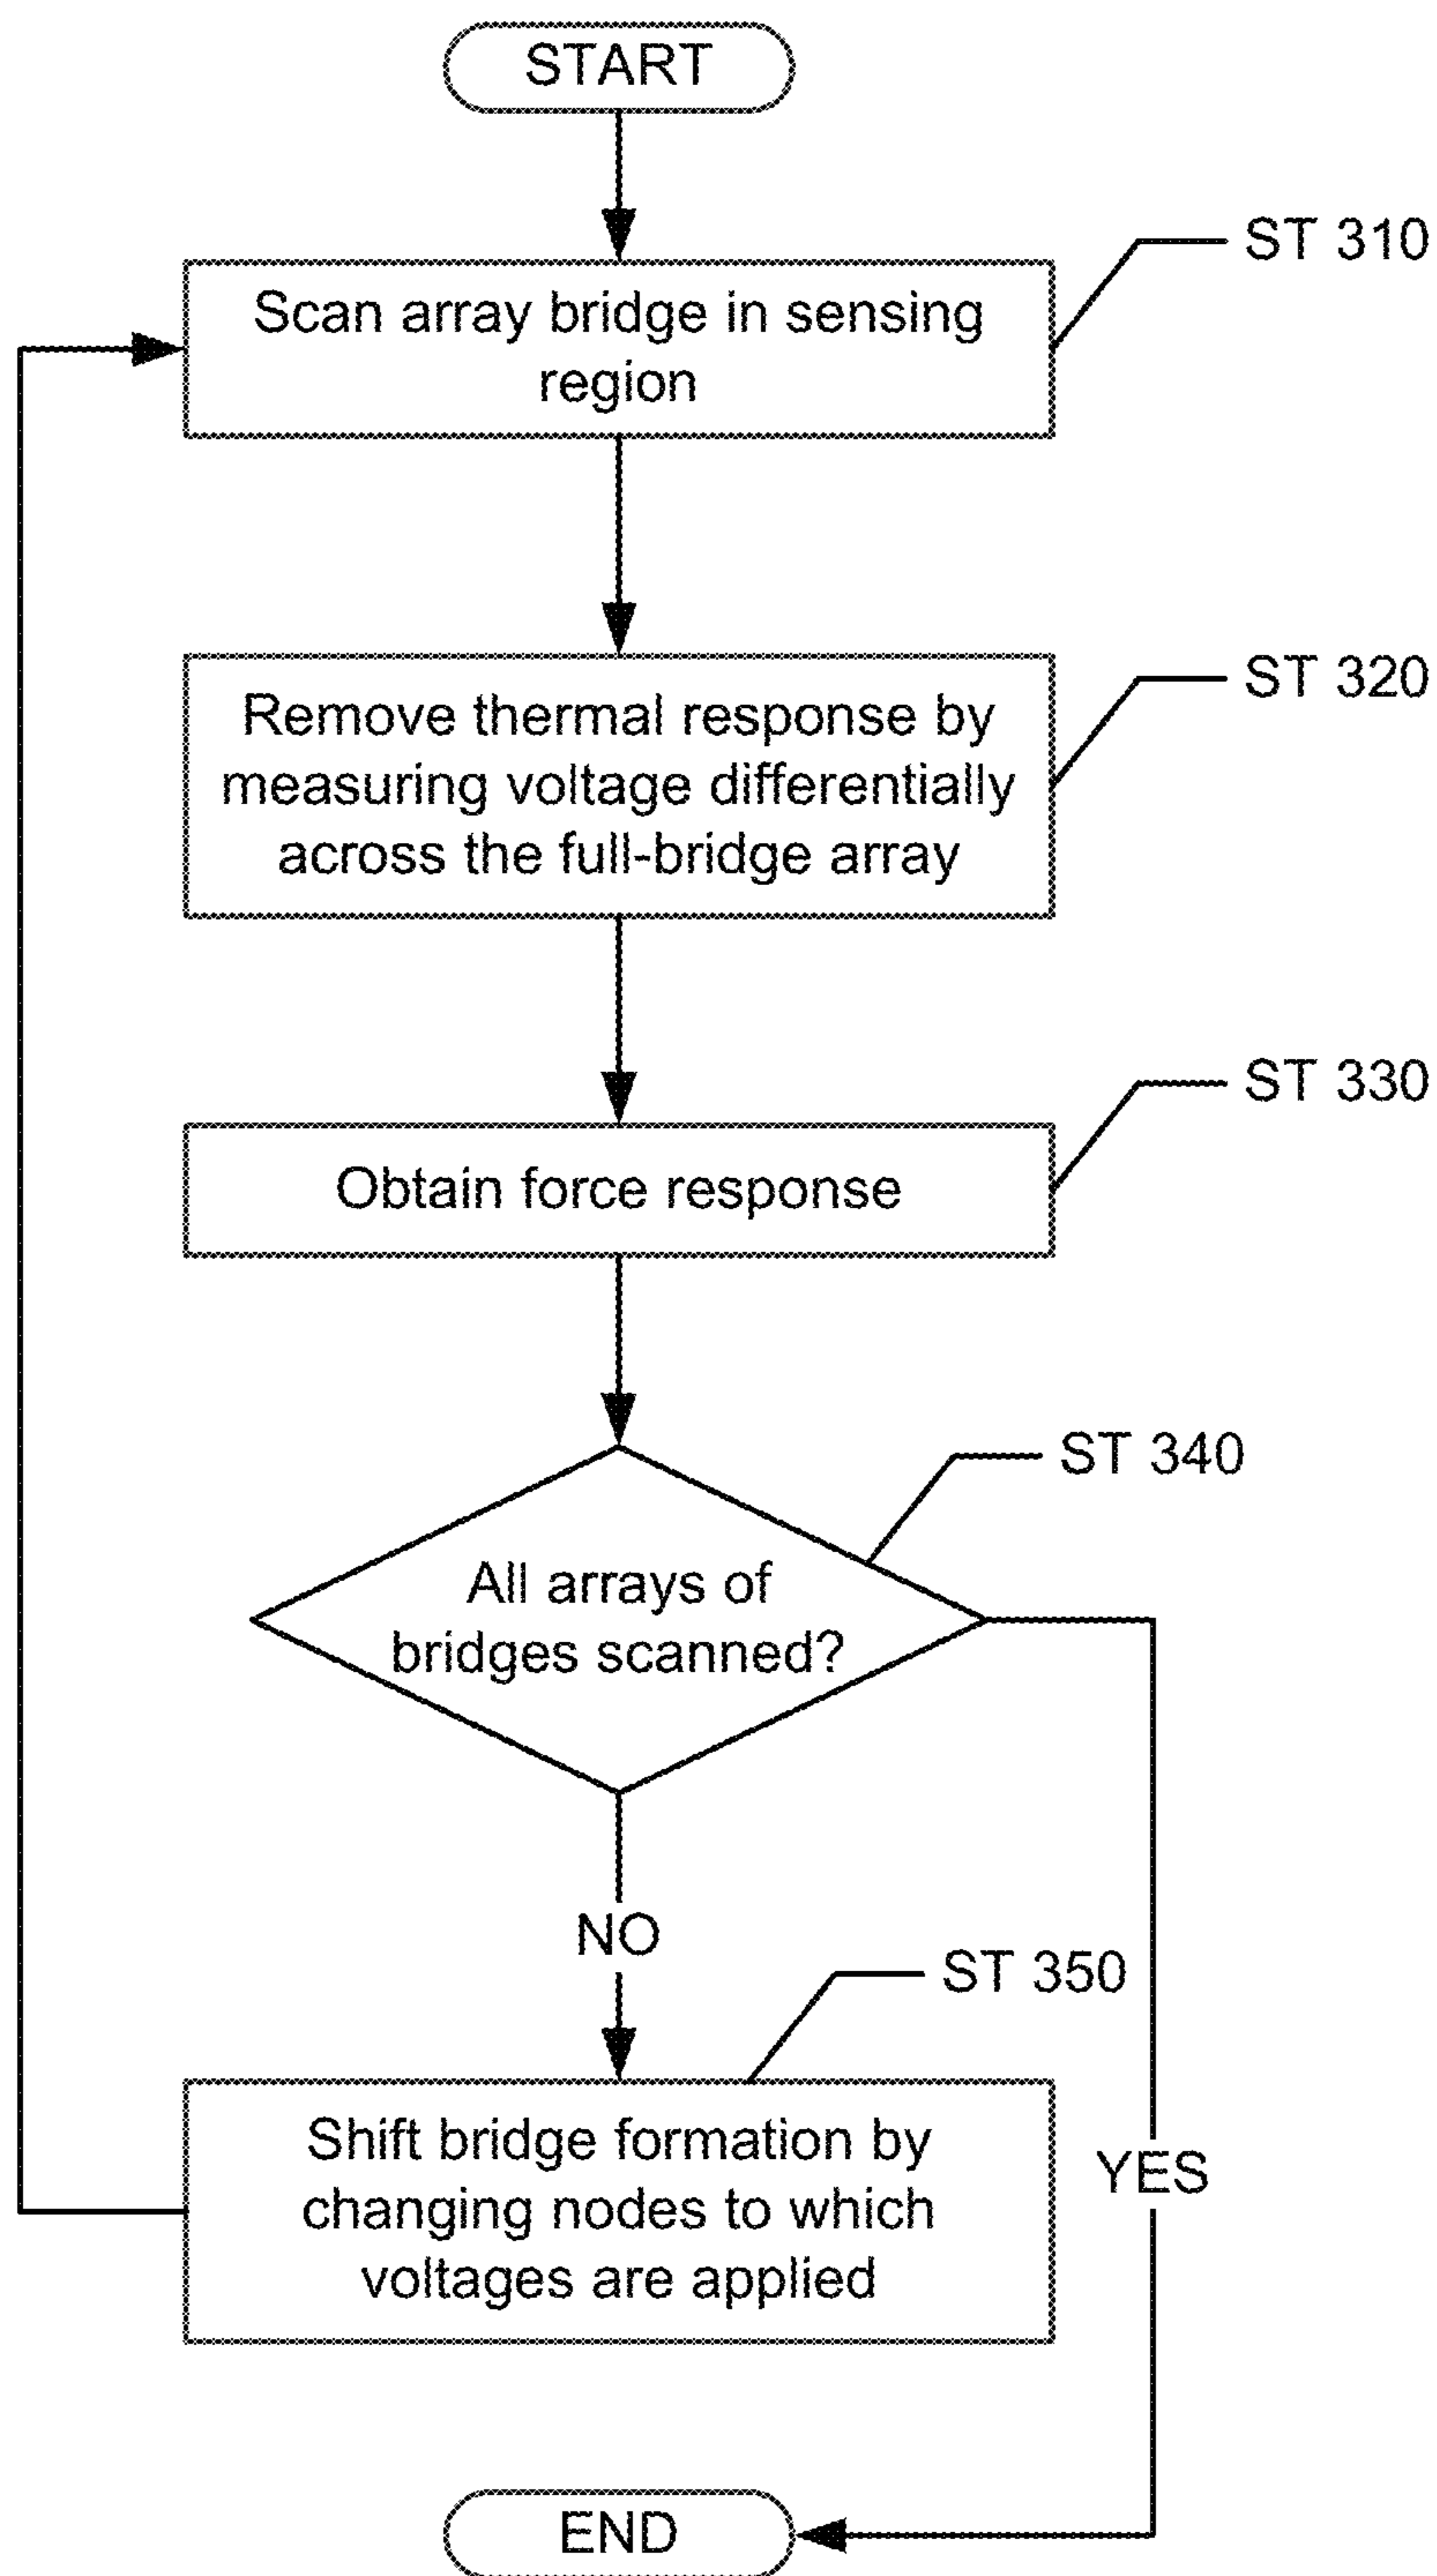 START
ST 310
Scan array bridge in sensing
region
ST 320
Remove thermal response by
measuring voltage differentially
across the full-bridge array
ST 330
Obtain force response
ST 340
All arrays of
bridges scanned?
NO
ST 350
Shift bridge formation by
changing nodes to which
voltages are applied
YES
END